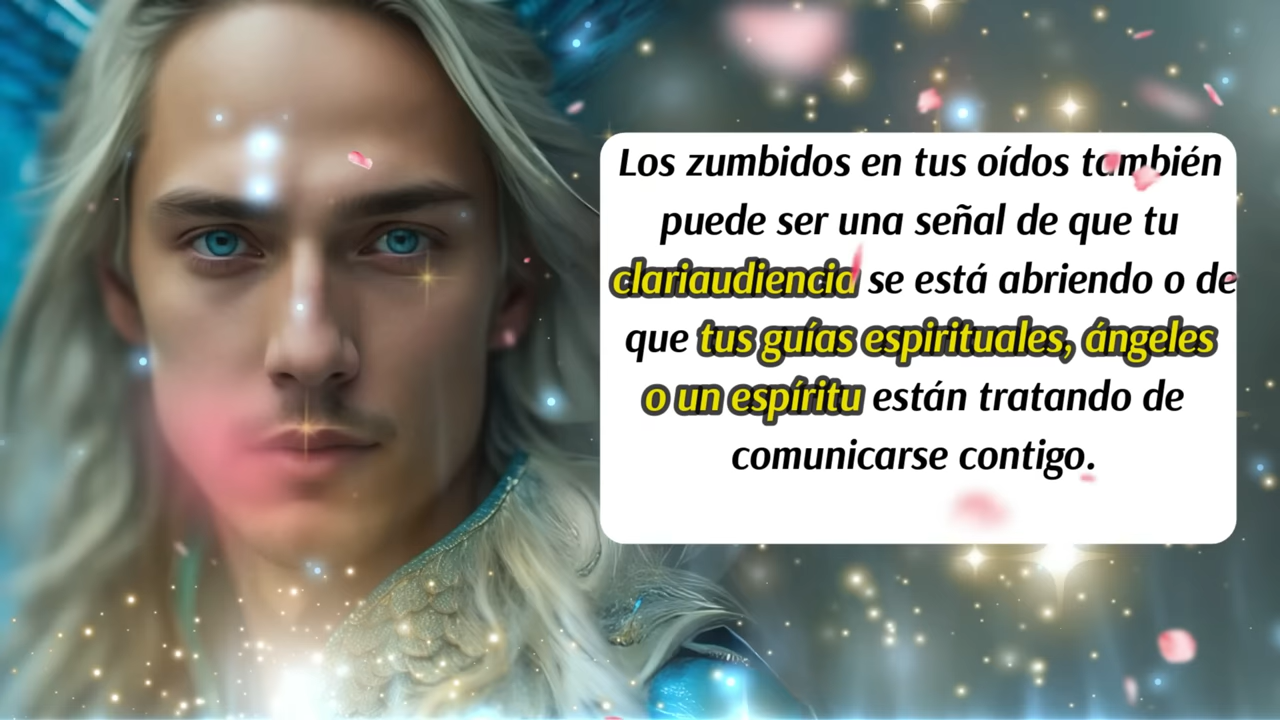 Los zumbidos en tus oídos también
puede ser una señal de que tu
clariaudiencia se está abriendo o de
que tus guías espirituales, ángeles
o un espíritu están tratando de
comunicarse contigo.